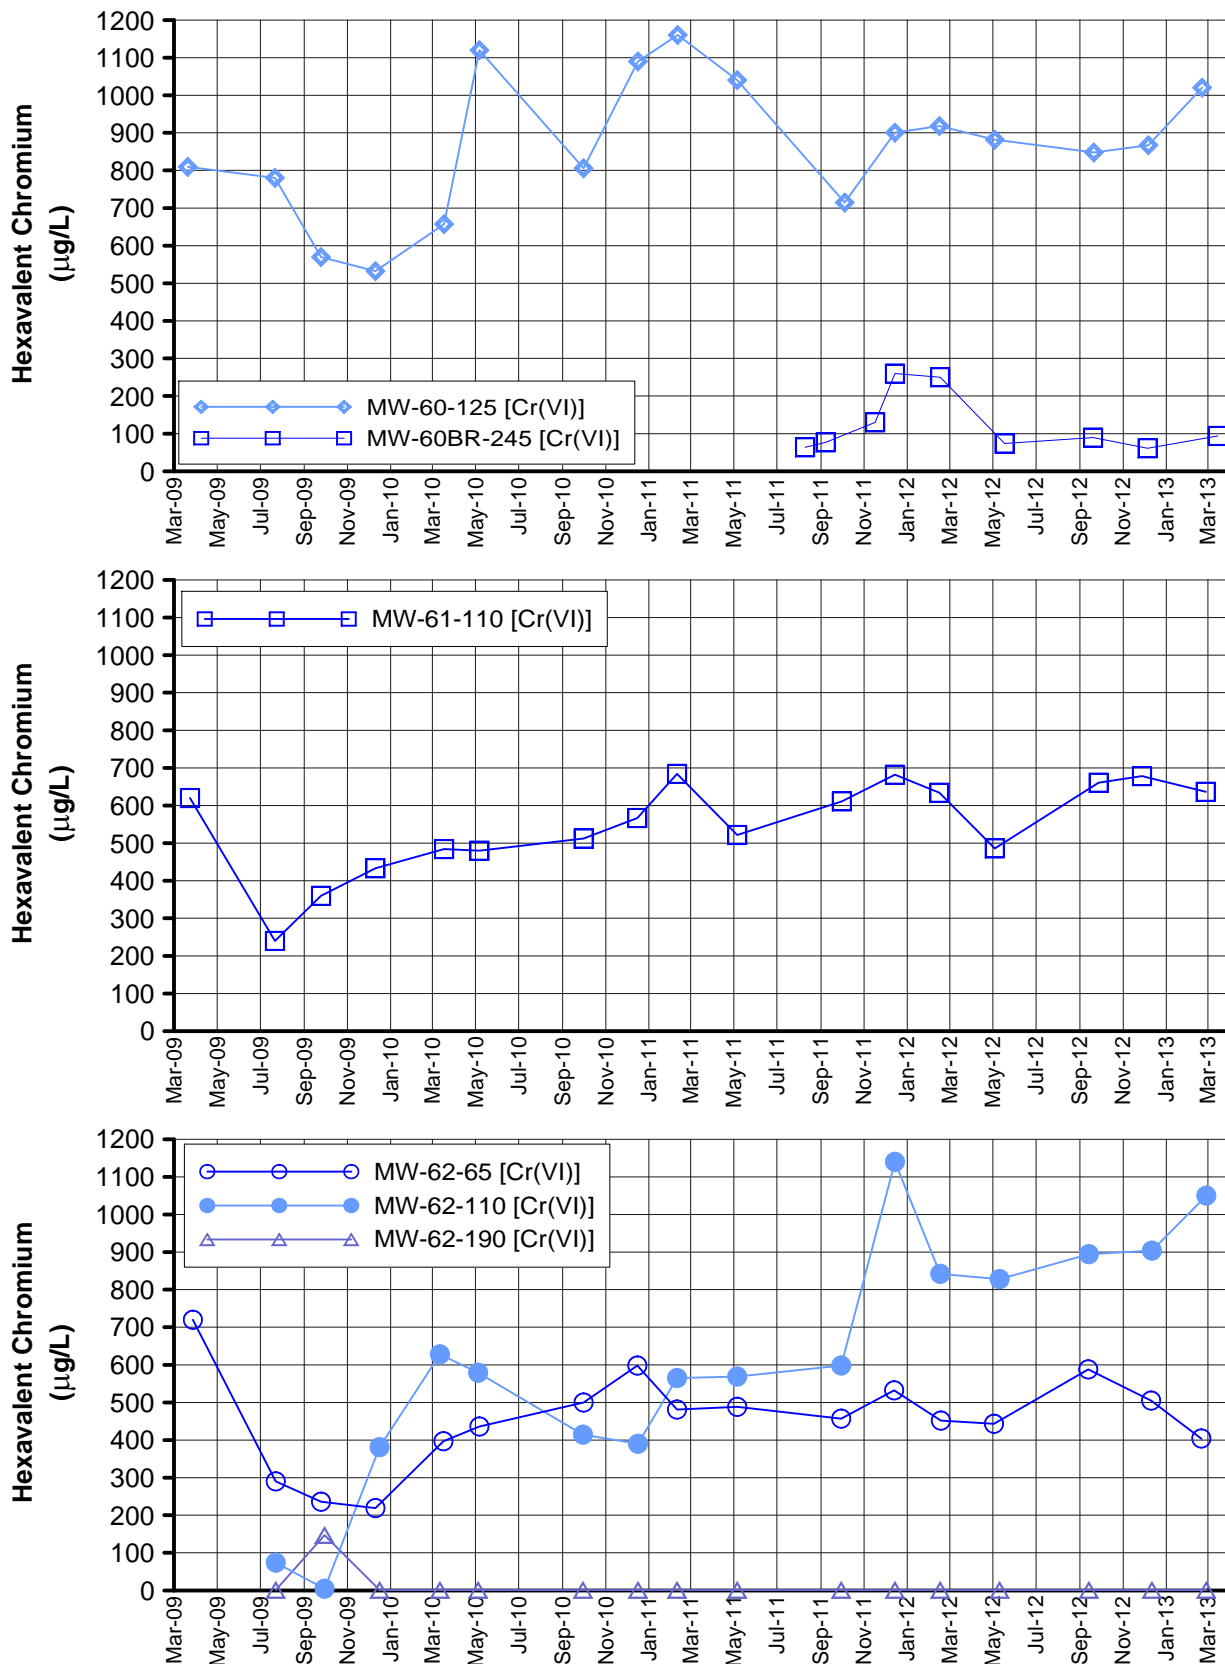 Hexavalent Chromium
(µg/L)
1200
1100
1000
900
800
700
600
500
400
300
200
100
0
MW-60-125 [Cr(VI)]
MW-60BR-245 [Cr(VI)]
Mar-09
May-09
Jul-09
Sep-09
Nov-09
Jan-10
Mar-10
May-10
Jul-10
Sep-10
Nov-10
Jan-11
Mar-11
May-11
Jul-11
Sep-11
Nov-11
Jan-12
Mar-12
May-12
Jul-12
Sep-12
Nov-12
Jan-13
Mar-13
Hexavalent Chromium
(µg/L)
1200
1100
1000
900
800
700
600
500
400
300
200
100
0
MW-61-110 [Cr(VI)]
Mar-09
May-09
Jul-09
Sep-09
Nov-09
Jan-10
Mar-10
May-10
Jul-10
Sep-10
Nov-10
Jan-11
Mar-11
May-11
Jul-11
Sep-11
Nov-11
Jan-12
Mar-12
May-12
Jul-12
Sep-12
Nov-12
Jan-13
Mar-13
Hexavalent Chromium
(µg/L)
1200
1100
1000
900
800
700
600
500
400
300
200
100
0
MW-62-65 [Cr(VI)]
MW-62-110 [Cr(VI)]
MW-62-190 [Cr(VI)]
Mar-09
May-09
Jul-09
Sep-09
Nov-09
Jan-10
Mar-10
May-10
Jul-10
Sep-10
Nov-10
Jan-11
Mar-11
May-11
Jul-11
Sep-11
Nov-11
Jan-12
Mar-12
May-12
Jul-12
Sep-12
Nov-12
Jan-13
Mar-13